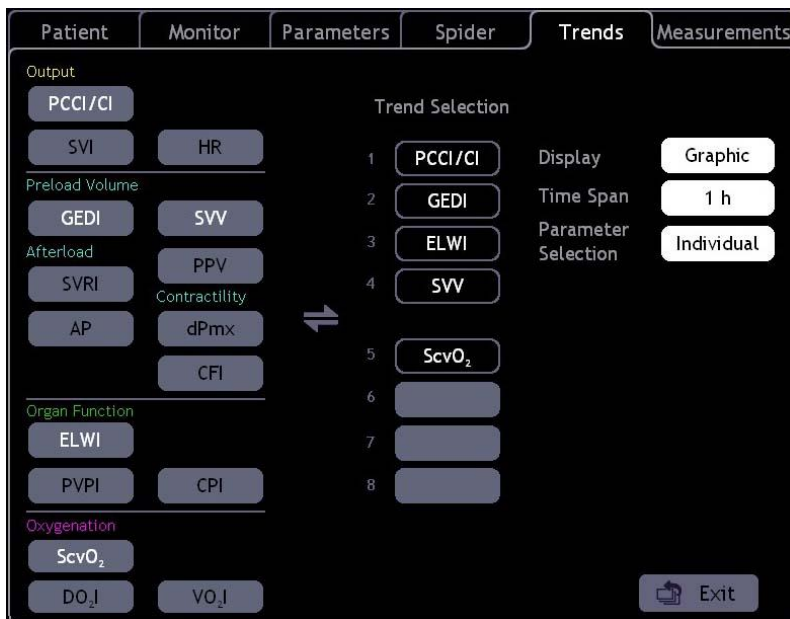 Patient
Monitor
Parameters
Spider
Trends
Measurements
Output
PCCI/CI
SVI
HR
Preload Volume
GEDI
SVV
Afterload
PPV
SVRI
Contractility
AP
dPmx
CFI
Organ Function
ELWI
PVPI
CPI
Oxygenation
ScvO₂
DO₂I
VO₂I
Trend Selection
1 PCCI/CI
2 GEDI
3 ELWI
4 SVV
5 ScvO₂
6
7
8
Display Graphic
Time Span 1 h
Parameter
Selection
Individual
Exit